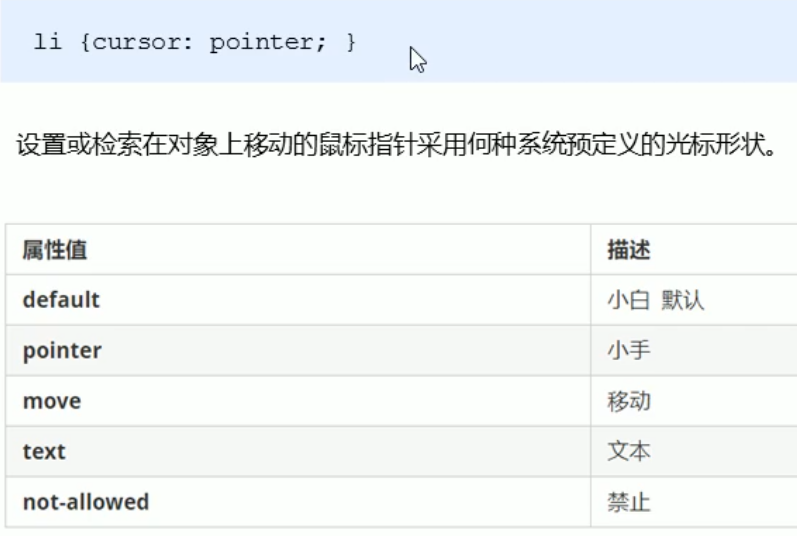 li {cursor: pointer; }
设置或检索在对象上移动的鼠标指针采用何种系统预定义的光标形状。
属性值 描述
default 小白 默认
pointer 小手
move 移动
text 文本
not-allowed 禁止